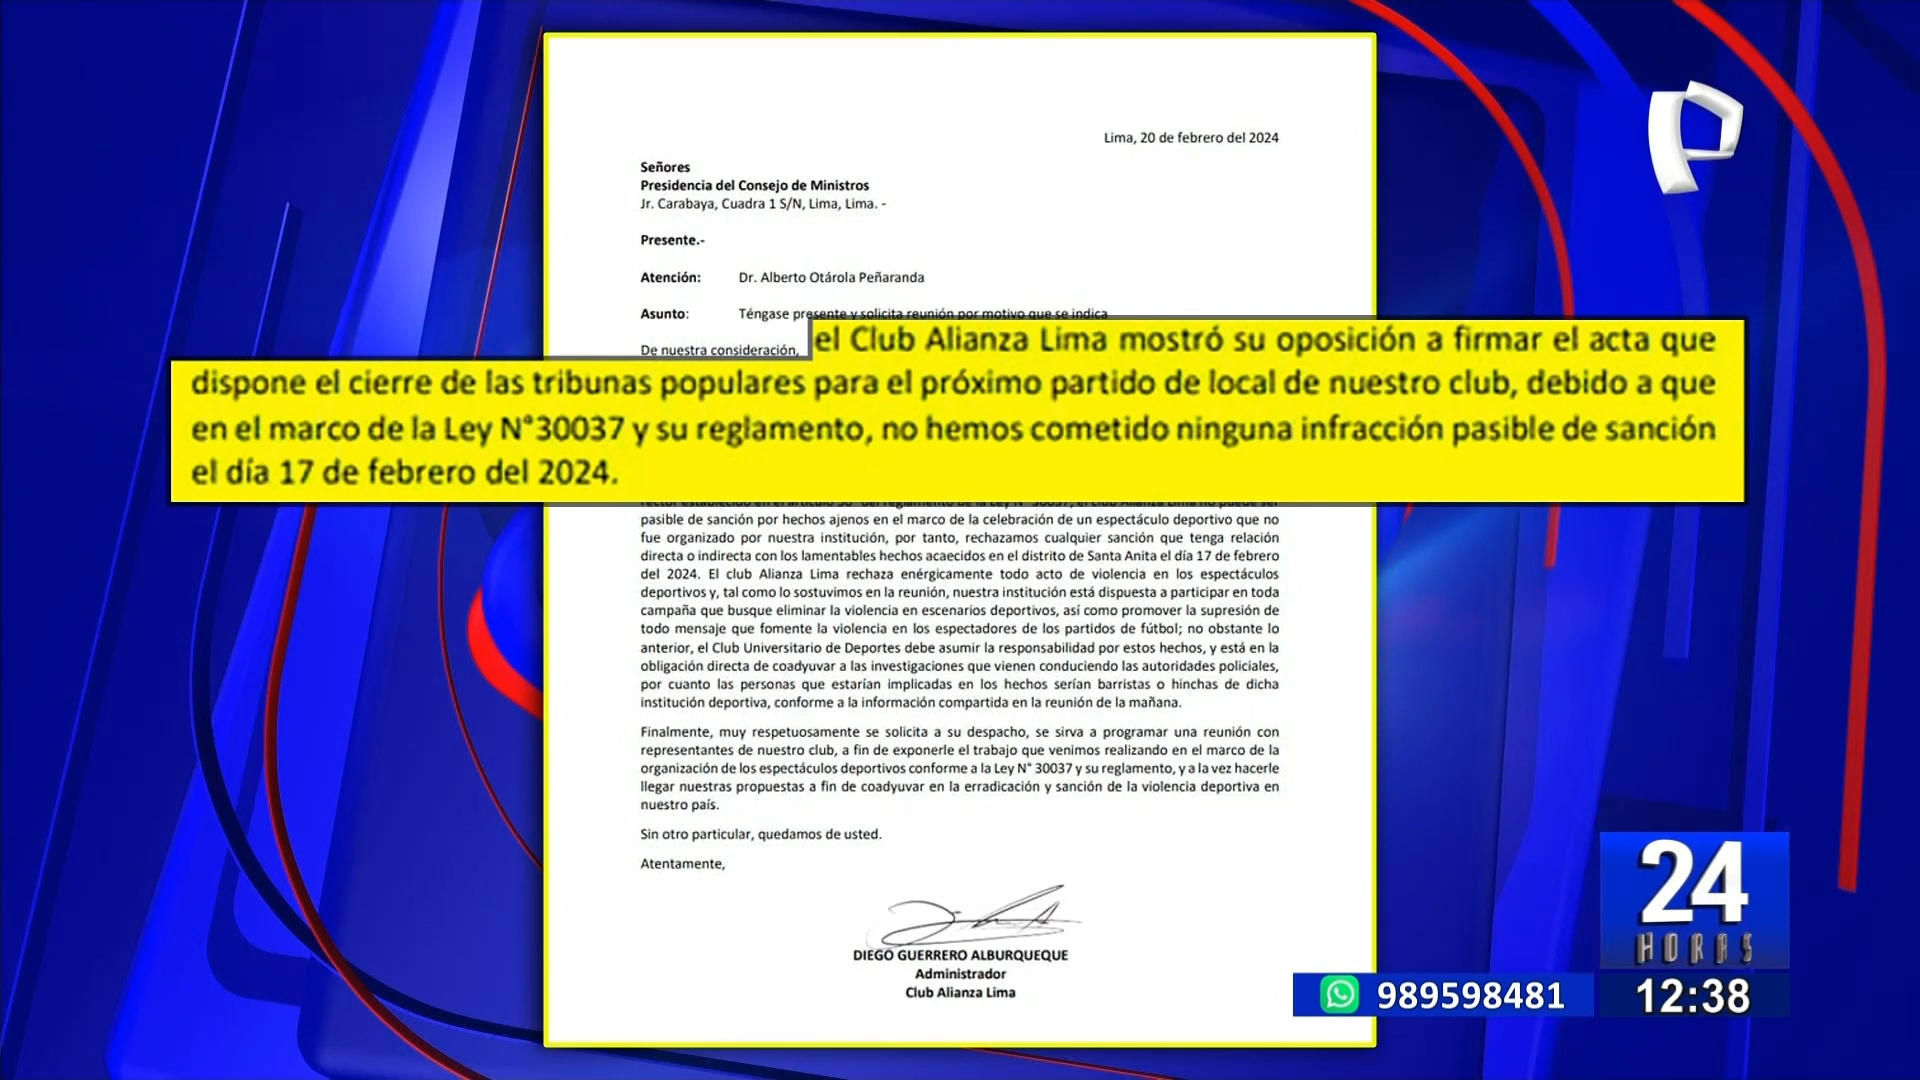 Lima, 20 de febrero del 2024
Señores
Presidencia del Consejo de Ministros
Jr. Carabaya, Cuadra 1 S/N, Lima, Lima. -
Presente.-
Atención: Dr. Alberto Otárola Peñaranda
Asunto: Téngase presente y solicita reunión por motivo que se indica
De nuestra consideración,
el Club Alianza Lima mostró su oposición a firmar el acta que
dispone el cierre de las tribunas populares para el próximo partido de local de nuestro club, debido a que
en el marco de la Ley N°30037 y su reglamento, no hemos cometido ninguna infracción pasible de sanción
el día 17 de febrero del 2024.
pasible de sanción por hechos ajenos en el marco de la celebración de un espectáculo deportivo que no
fue organizado por nuestra institución, por tanto, rechazamos cualquier sanción que tenga relación
directa o indirecta con los lamentables hechos acaecidos en el distrito de Santa Anita el día 17 de febrero
del 2024. El club Alianza Lima rechaza enérgicamente todo acto de violencia en los espectáculos
deportivos y, tal como lo sostuvimos en la reunión, nuestra institución está dispuesta a participar en toda
campaña que busque eliminar la violencia en escenarios deportivos, así como promover la supresión de
todo mensaje que fomente la violencia en los espectadores de los partidos de fútbol; no obstante lo
anterior, el Club Universitario de Deportes debe asumir la responsabilidad por estos hechos, y está en la
obligación directa de coadyuvar a las investigaciones que vienen conduciendo las autoridades policiales,
por cuanto las personas que estarían implicadas en los hechos serían barristas o hinchas de dicha
institución deportiva, conforme a la información compartida en la reunión de la mañana.
Finalmente, muy respetuosamente se solicita a su despacho, se sirva a programar una reunión con
representantes de nuestro club, a fin de exponerle el trabajo que venimos realizando en el marco de la
organización de los espectáculos deportivos conforme a la Ley N° 30037 y su reglamento, y a la vez hacerle
llegar nuestras propuestas a fin de coadyuvar en la erradicación y sanción de la violencia deportiva en
nuestro país.
Sin otro particular, quedamos de usted.
Atentamente,
DIEGO GUERRERO ALBURQUEQUE
Administrador
Club Alianza Lima
24
HORAS
989598481
12:38